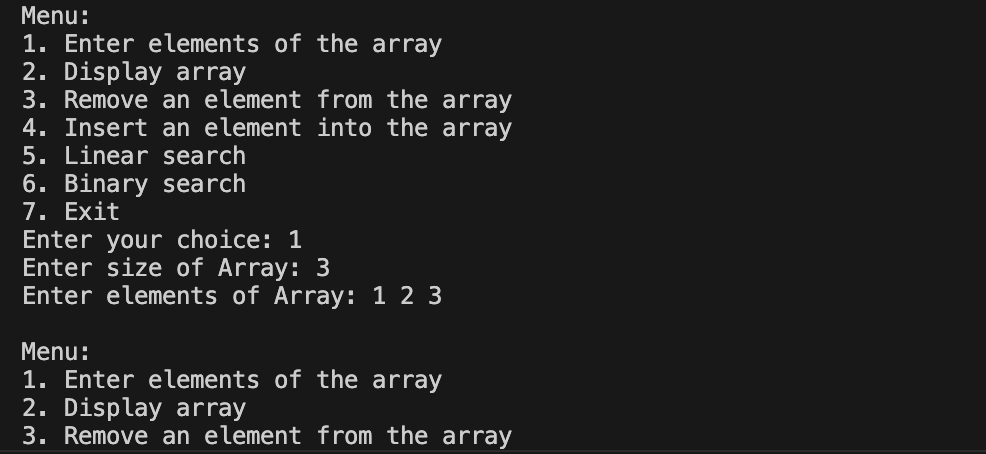 Menu:
1. Enter elements of the array
2. Display array
3. Remove an element from the array
4. Insert an element into the array
5. Linear search
6. Binary search
7. Exit
Enter your choice: 1
Enter size of Array: 3
Enter elements of Array: 1 2 3
Menu:
1. Enter elements of the array
2. Display array
3. Remove an element from the array